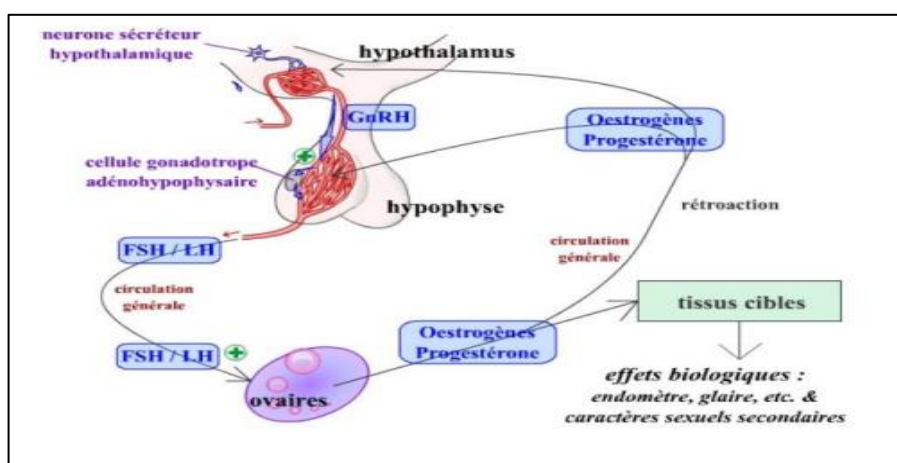 neurone sécréteur
hypothalamique
hypothalamus
GnRH
Oestrogènes
Progestérone
cellule gonadotrope
adénohypophysaire
hypophyse
rétroaction
FSH / LH
circulation
générale
circulation
générale
tissus cibles
FSH / LH
Oestrogènes
Progestérone
ovaires
effets biologiques :
endomètre, glaire, etc. &
caractères sexuels secondaires